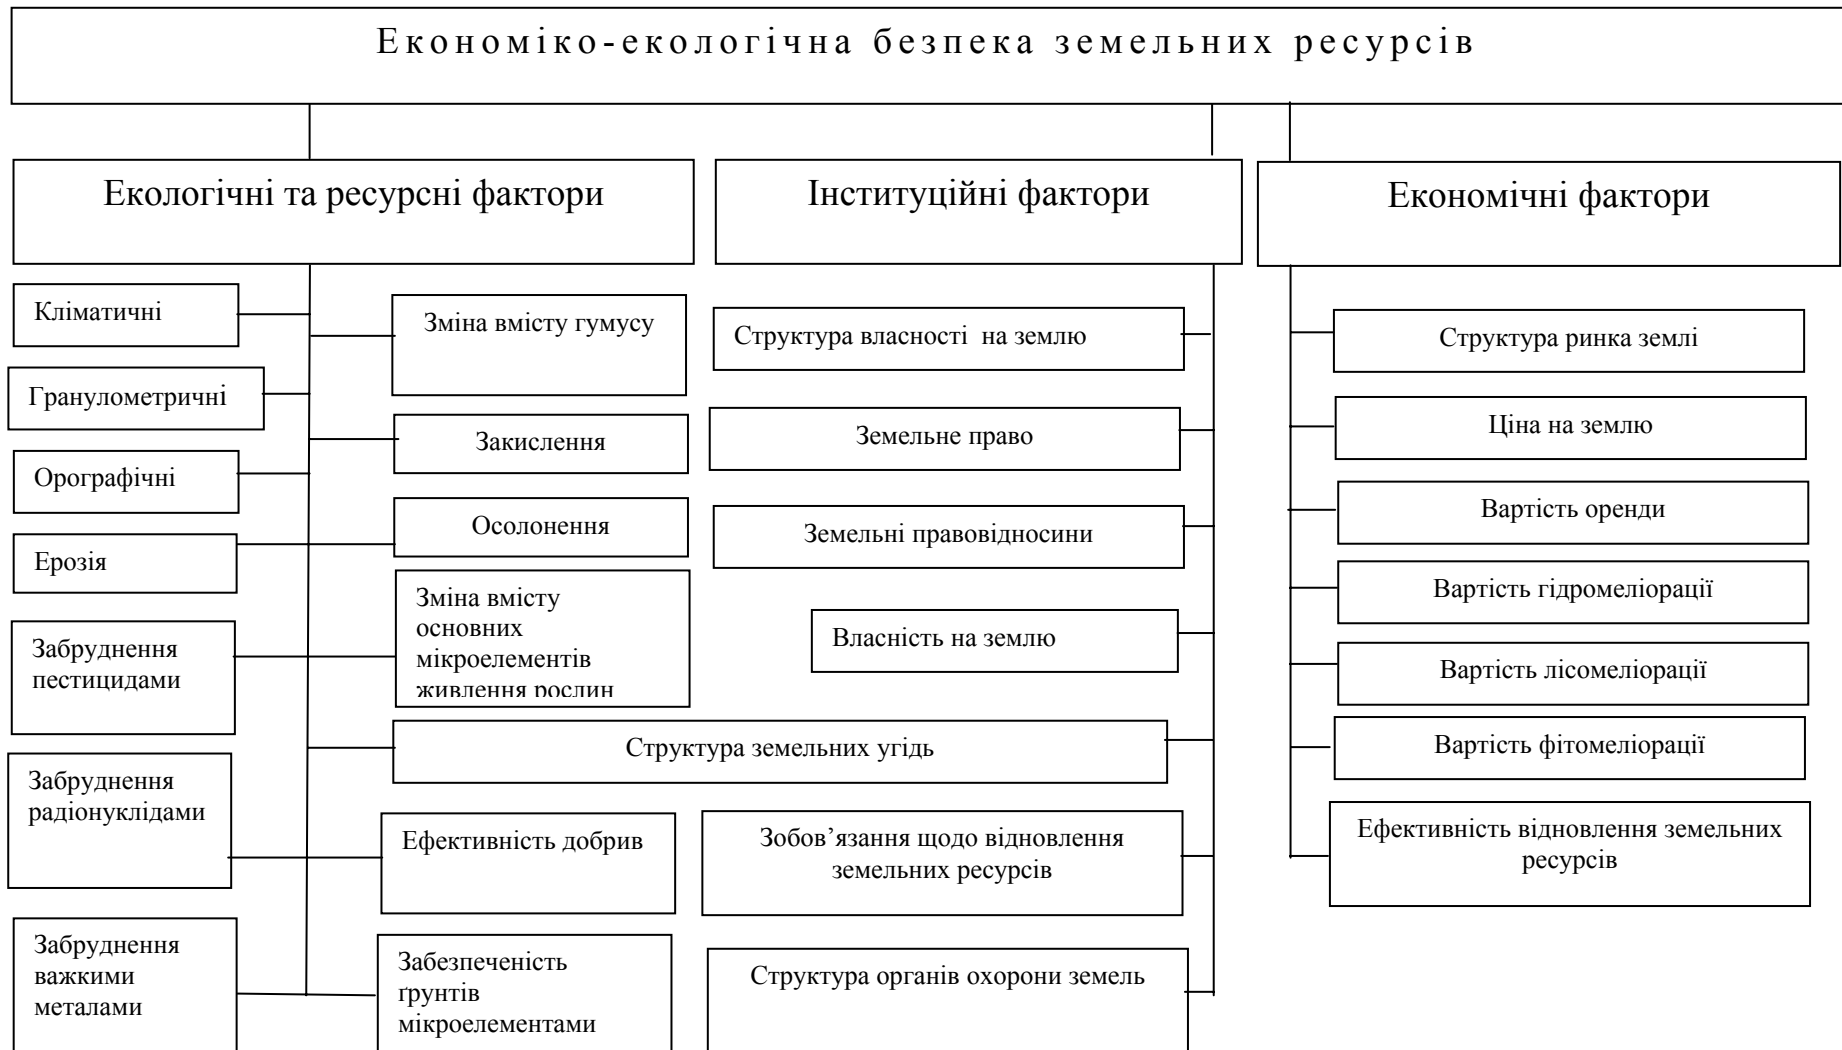 Економіко-екологічна безпека земельних ресурсів
Екологічні та ресурсні фактори
Інституційні фактори
Економічні фактори
Кліматичні
Гранулометричні
Орографічні
Ерозія
Забруднення
пестицидами
Забруднення
радіонуклідами
Забруднення
важкими
металами
Зміна вмісту гумусу
Закислення
Осолонення
Зміна вмісту
основних
мікроелементів
живлення рослин
Структура земельних угідь
Ефективність добрив
Забезпеченість
ґрунтів
мікроелементами
Структура власності на землю
Земельне право
Земельні правовідносини
Власність на землю
Зобов’язання щодо відновлення
земельних ресурсів
Структура органів охорони земель
Структура ринка землі
Ціна на землю
Вартість оренди
Вартість гідромеліорації
Вартість лісомеліорації
Вартість фітомеліорації
Ефективність відновлення земельних
ресурсів